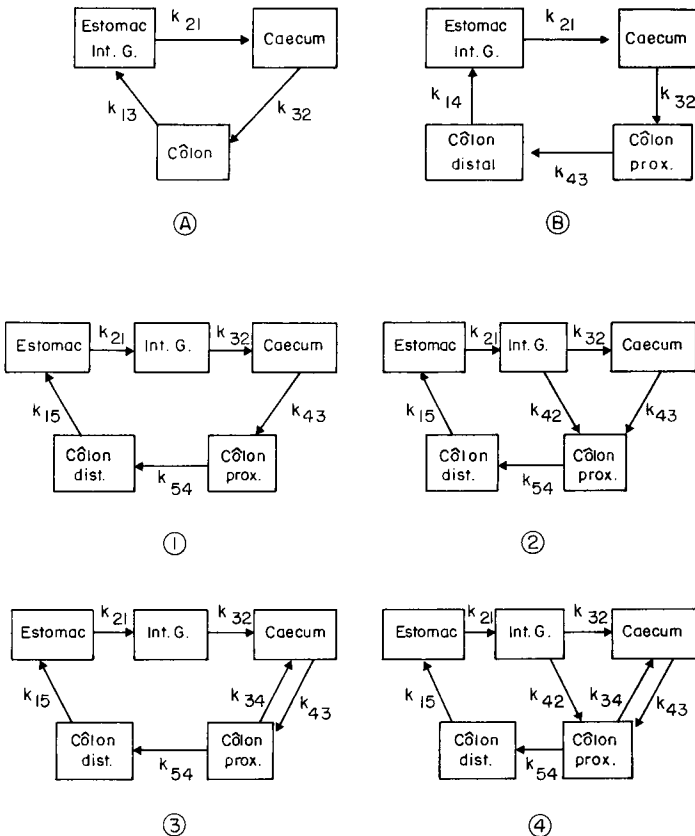 Estomac
Int. G.
k21
Caecum
k13
k32
Côlon
A
Estomac
Int. G.
k21
Caecum
k14
k32
Côlon
distal
k43
Côlon
prox.
B
Estomac
k21
Int. G.
k32
Caecum
k15
k43
Côlon
dist.
k54
Côlon
prox.
1
Estomac
k21
Int. G.
k32
Caecum
k15
k42
k43
Côlon
dist.
k54
Côlon
prox.
2
Estomac
k21
Int. G.
k32
Caecum
k15
k34
k43
Côlon
dist.
k54
Côlon
prox.
3
Estomac
k21
Int. G.
k32
Caecum
k15
k42
k34
k43
Côlon
dist.
k54
Côlon
prox.
4